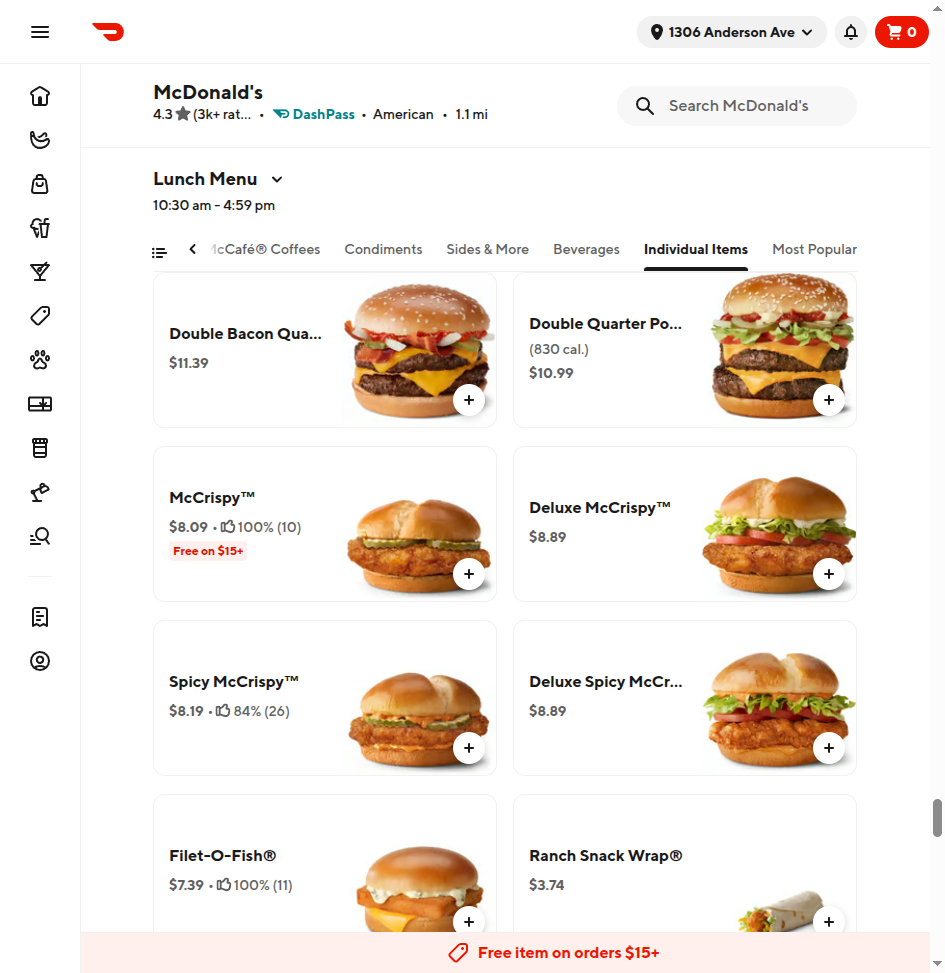 1306 Anderson Ave
0
McDonald's
4.3 (3k+ rat... • DashPass • American • 1.1 mi
Search McDonald's
Lunch Menu
10:30 am - 4:59 pm
McCafé® Coffees Condiments Sides & More Beverages Individual Items Most Popular
Double Bacon Qua...
$11.39
Double Quarter Po...
(830 cal.)
$10.99
McCrispy™
$8.09 • 100% (10)
Free on $15+
Deluxe McCrispy™
$8.89
Spicy McCrispy™
$8.19 • 84% (26)
Deluxe Spicy McCr...
$8.89
Filet-O-Fish®
$7.39 • 100% (11)
Ranch Snack Wrap®
$3.74
Free item on orders $15+